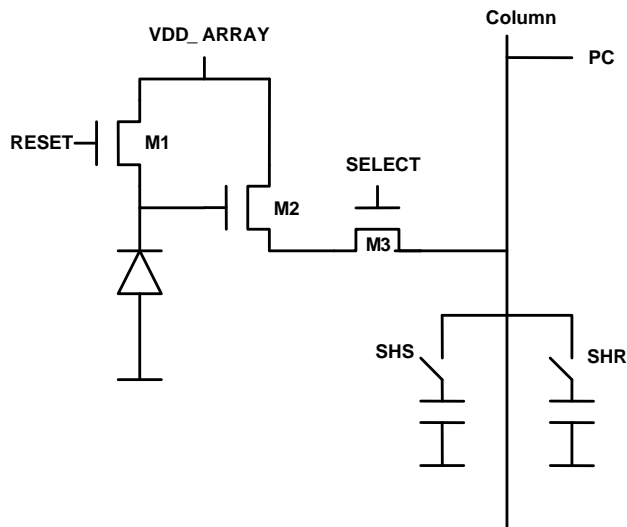 Column
VDD_ ARRAY
PC
RESET
M1
SELECT
M2
M3
SHS
SHR